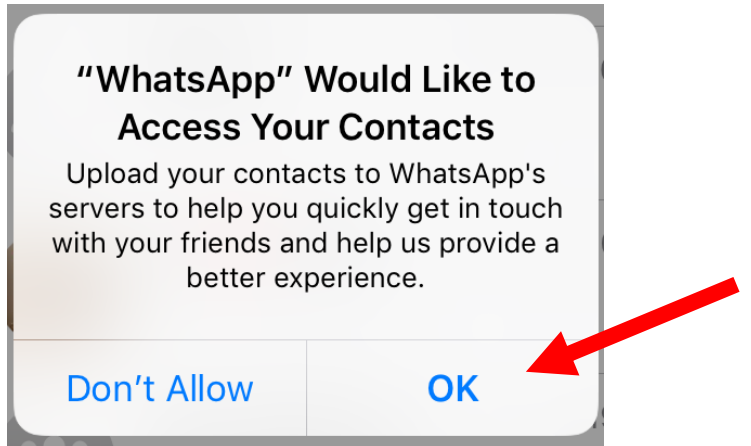 “WhatsApp” Would Like to
Access Your Contacts
Upload your contacts to WhatsApp's
servers to help you quickly get in touch
with your friends and help us provide a
better experience.
Don’t Allow
OK